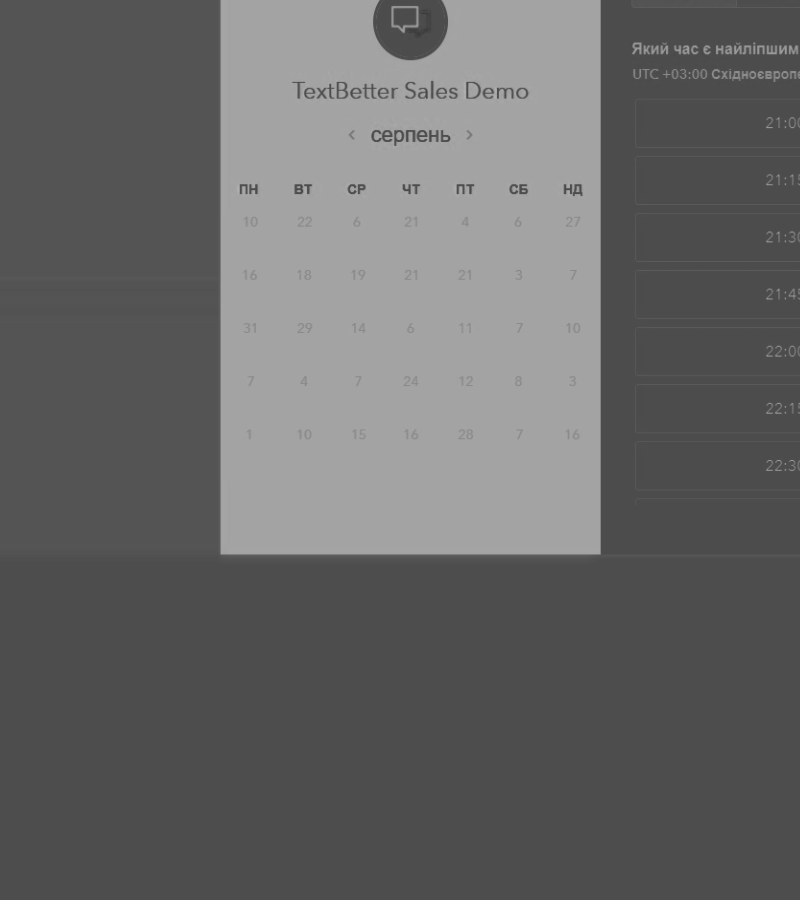 TextBetter Sales Demo
‹ серпень ›
ПН ВТ СР ЧТ ПТ СБ НД
10 22 6 21 4 6 27
16 18 19 21 21 3 7
31 29 14 6 11 7 10
7 4 7 24 12 8 3
1 10 15 16 28 7 16
Який час є найліпшим
UTC +03:00 Східноєвропе
21:00
21:15
21:30
21:45
22:00
22:15
22:30